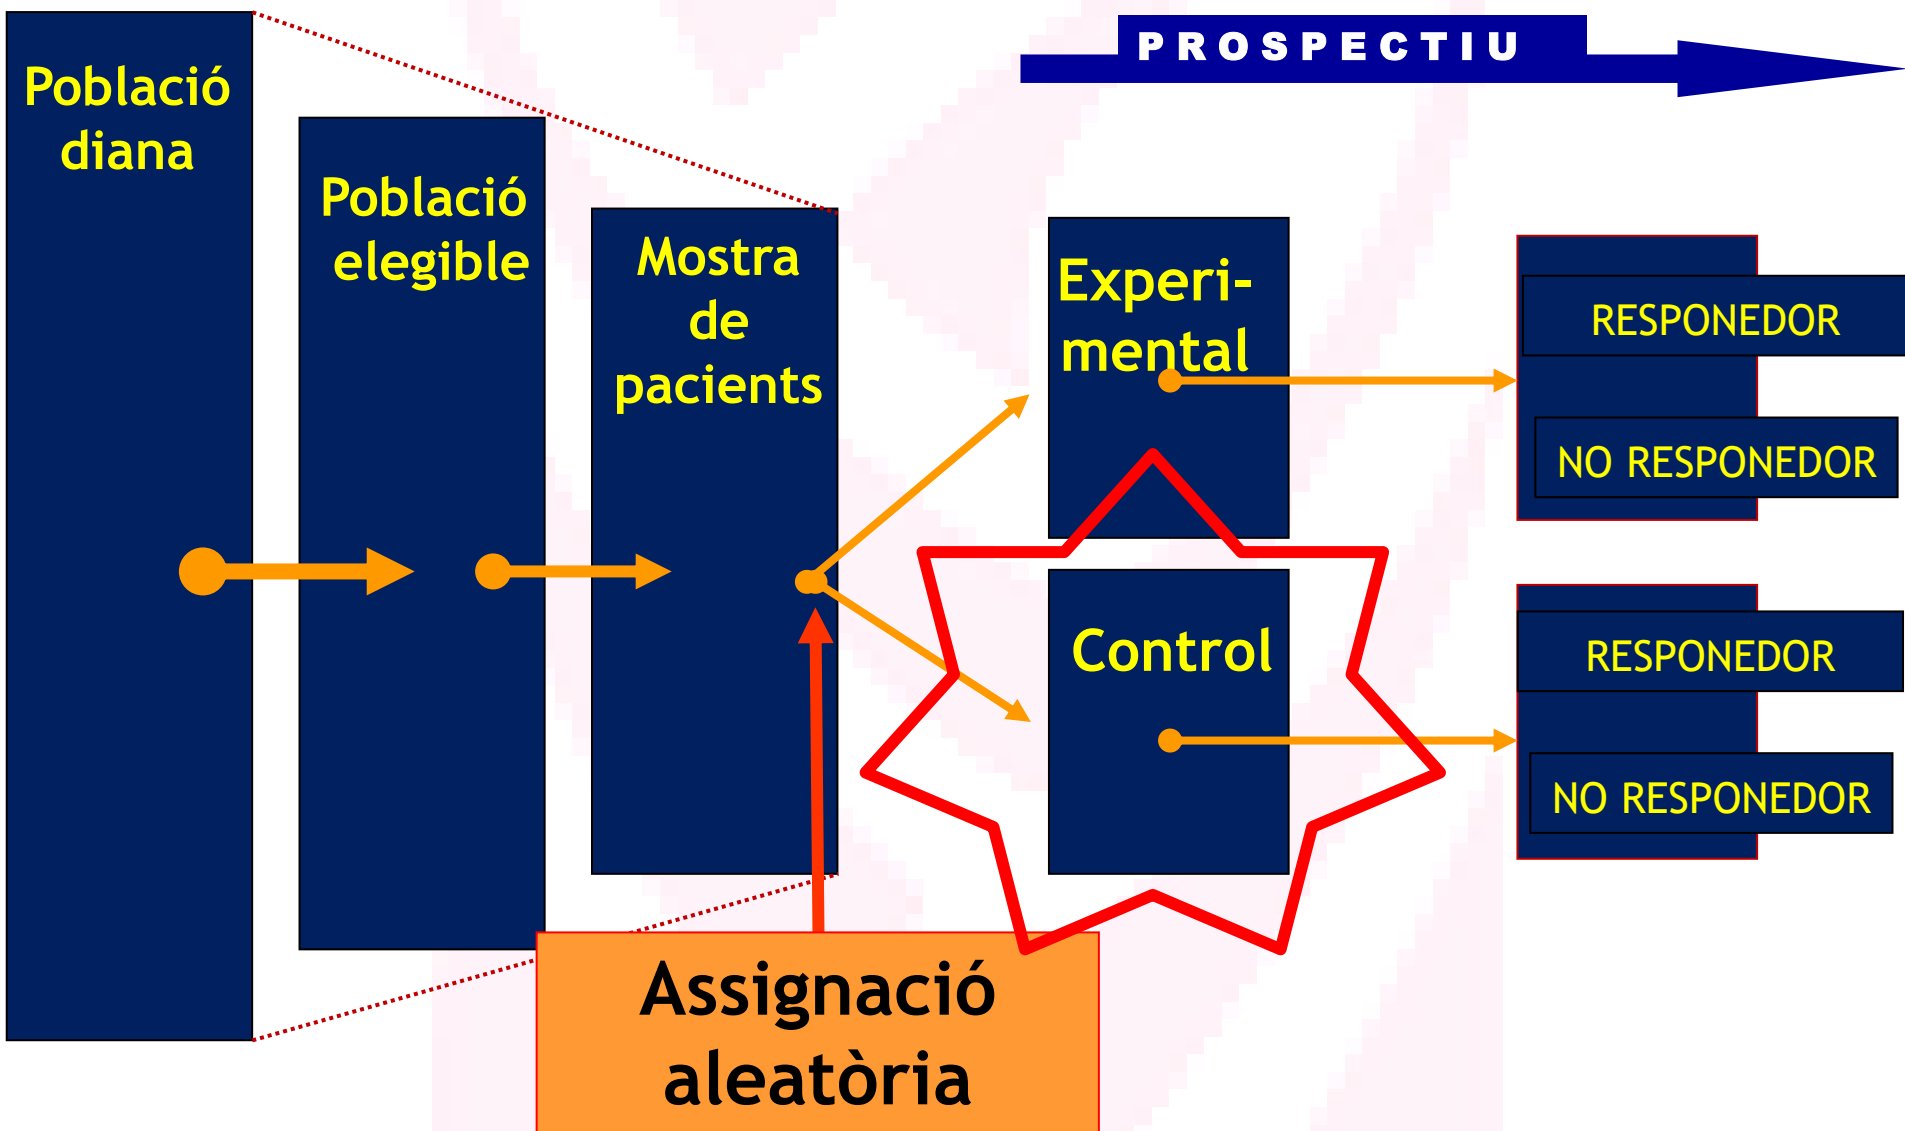 PROSPECTIU
Població
diana
Població
elegible
Mostra
de
pacients
Experi-
mental
RESPONEDOR
NO RESPONEDOR
Control
RESPONEDOR
NO RESPONEDOR
Assignació
aleatòria